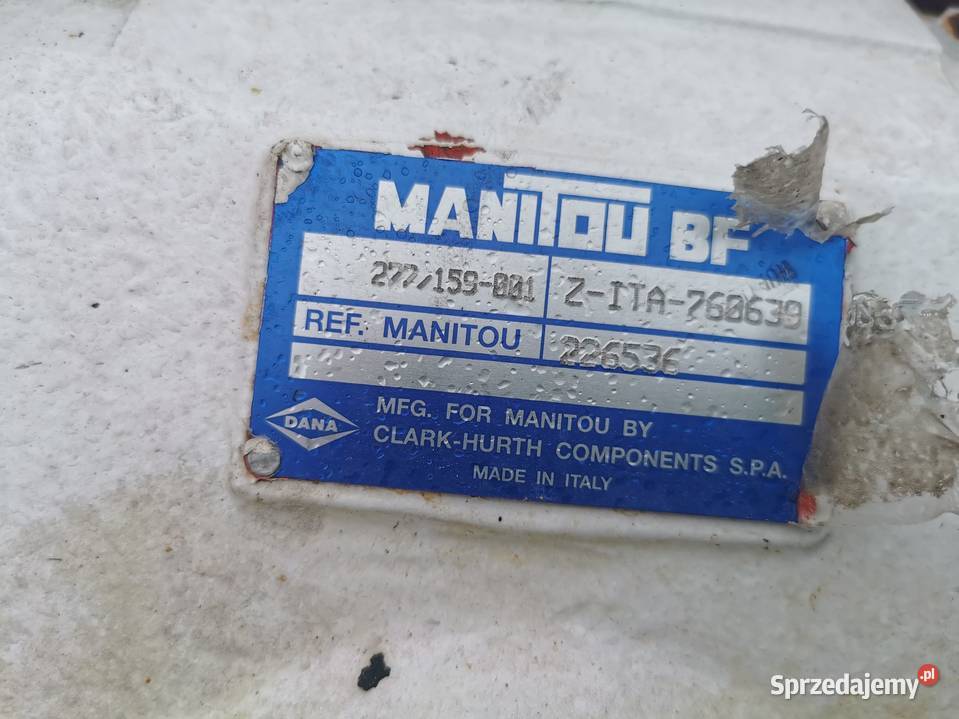 MANITOU BF
277/159-001 Z-ITA-760639
REF. MANITOU 226536
DANA
MFG. FOR MANITOU BY
CLARK-HURTH COMPONENTS S.P.A.
MADE IN ITALY
Sprzedajemy.pl